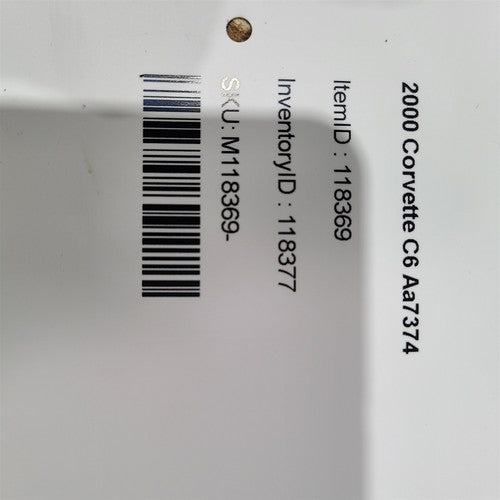 2000 Corvette C6 Aa7374
ItemID : 118369
InventoryID : 118377
SKU: M118369-